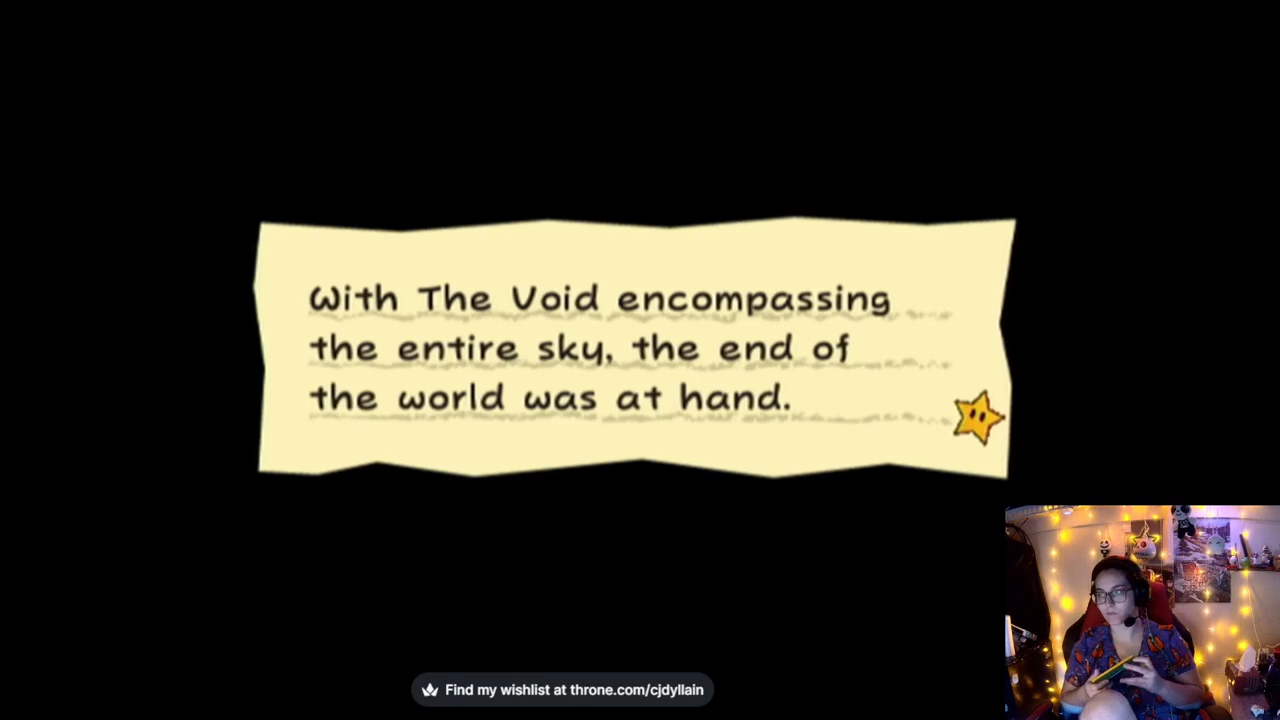 With The Void encompassing
the entire sky, the end of
the world was at hand.
Find my wishlist at throne.com/cjdyllain